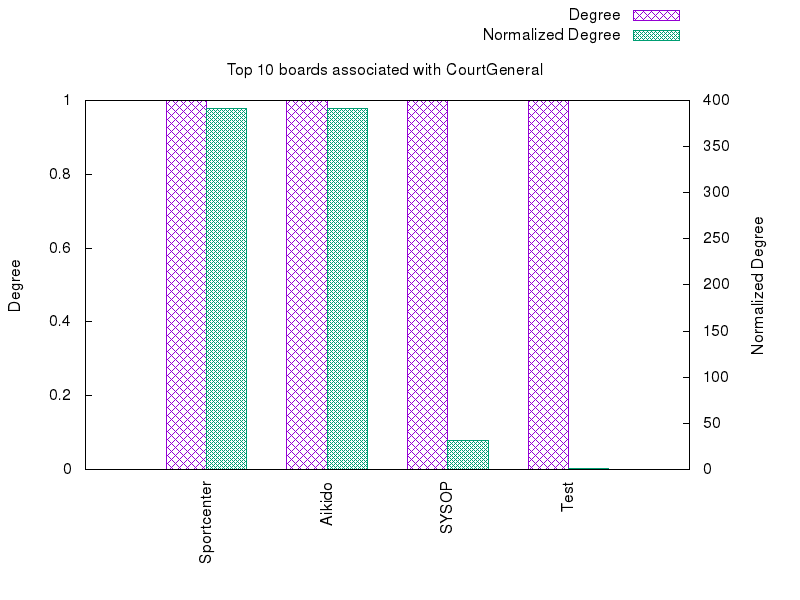 Degree
Normalized Degree
Top 10 boards associated with CourtGeneral
1
0.8
0.6
0.4
0.2
0
400
350
300
250
200
150
100
50
0
Degree
Normalized Degree
Sportcenter
Aikido
SYSOP
Test